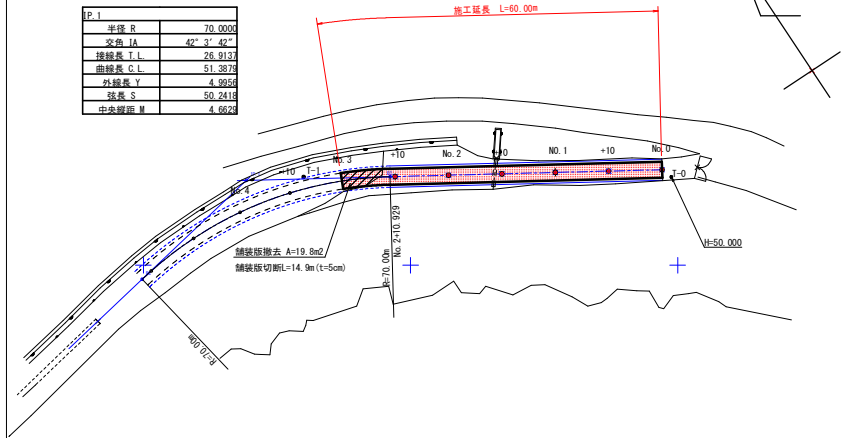 IP.1
半径 R 70.0000
交角 IA 42° 3′ 42″
接線長 T.L. 26.9137
曲線長 C.L. 51.3879
外線長 Y 4.9956
弦長 S 50.2418
中央縦距 M 4.6629
施工延長 L=60.00m
No.4
+10
T-1
No.3
+10
No.2
+10
NO.1
+10
No.0
T-0
H=50.000
舗装版撤去 A=19.8m2
舗装版切断L=14.9m(t=5cm)
R=70.00m
No.2+10.929
R=70.00m